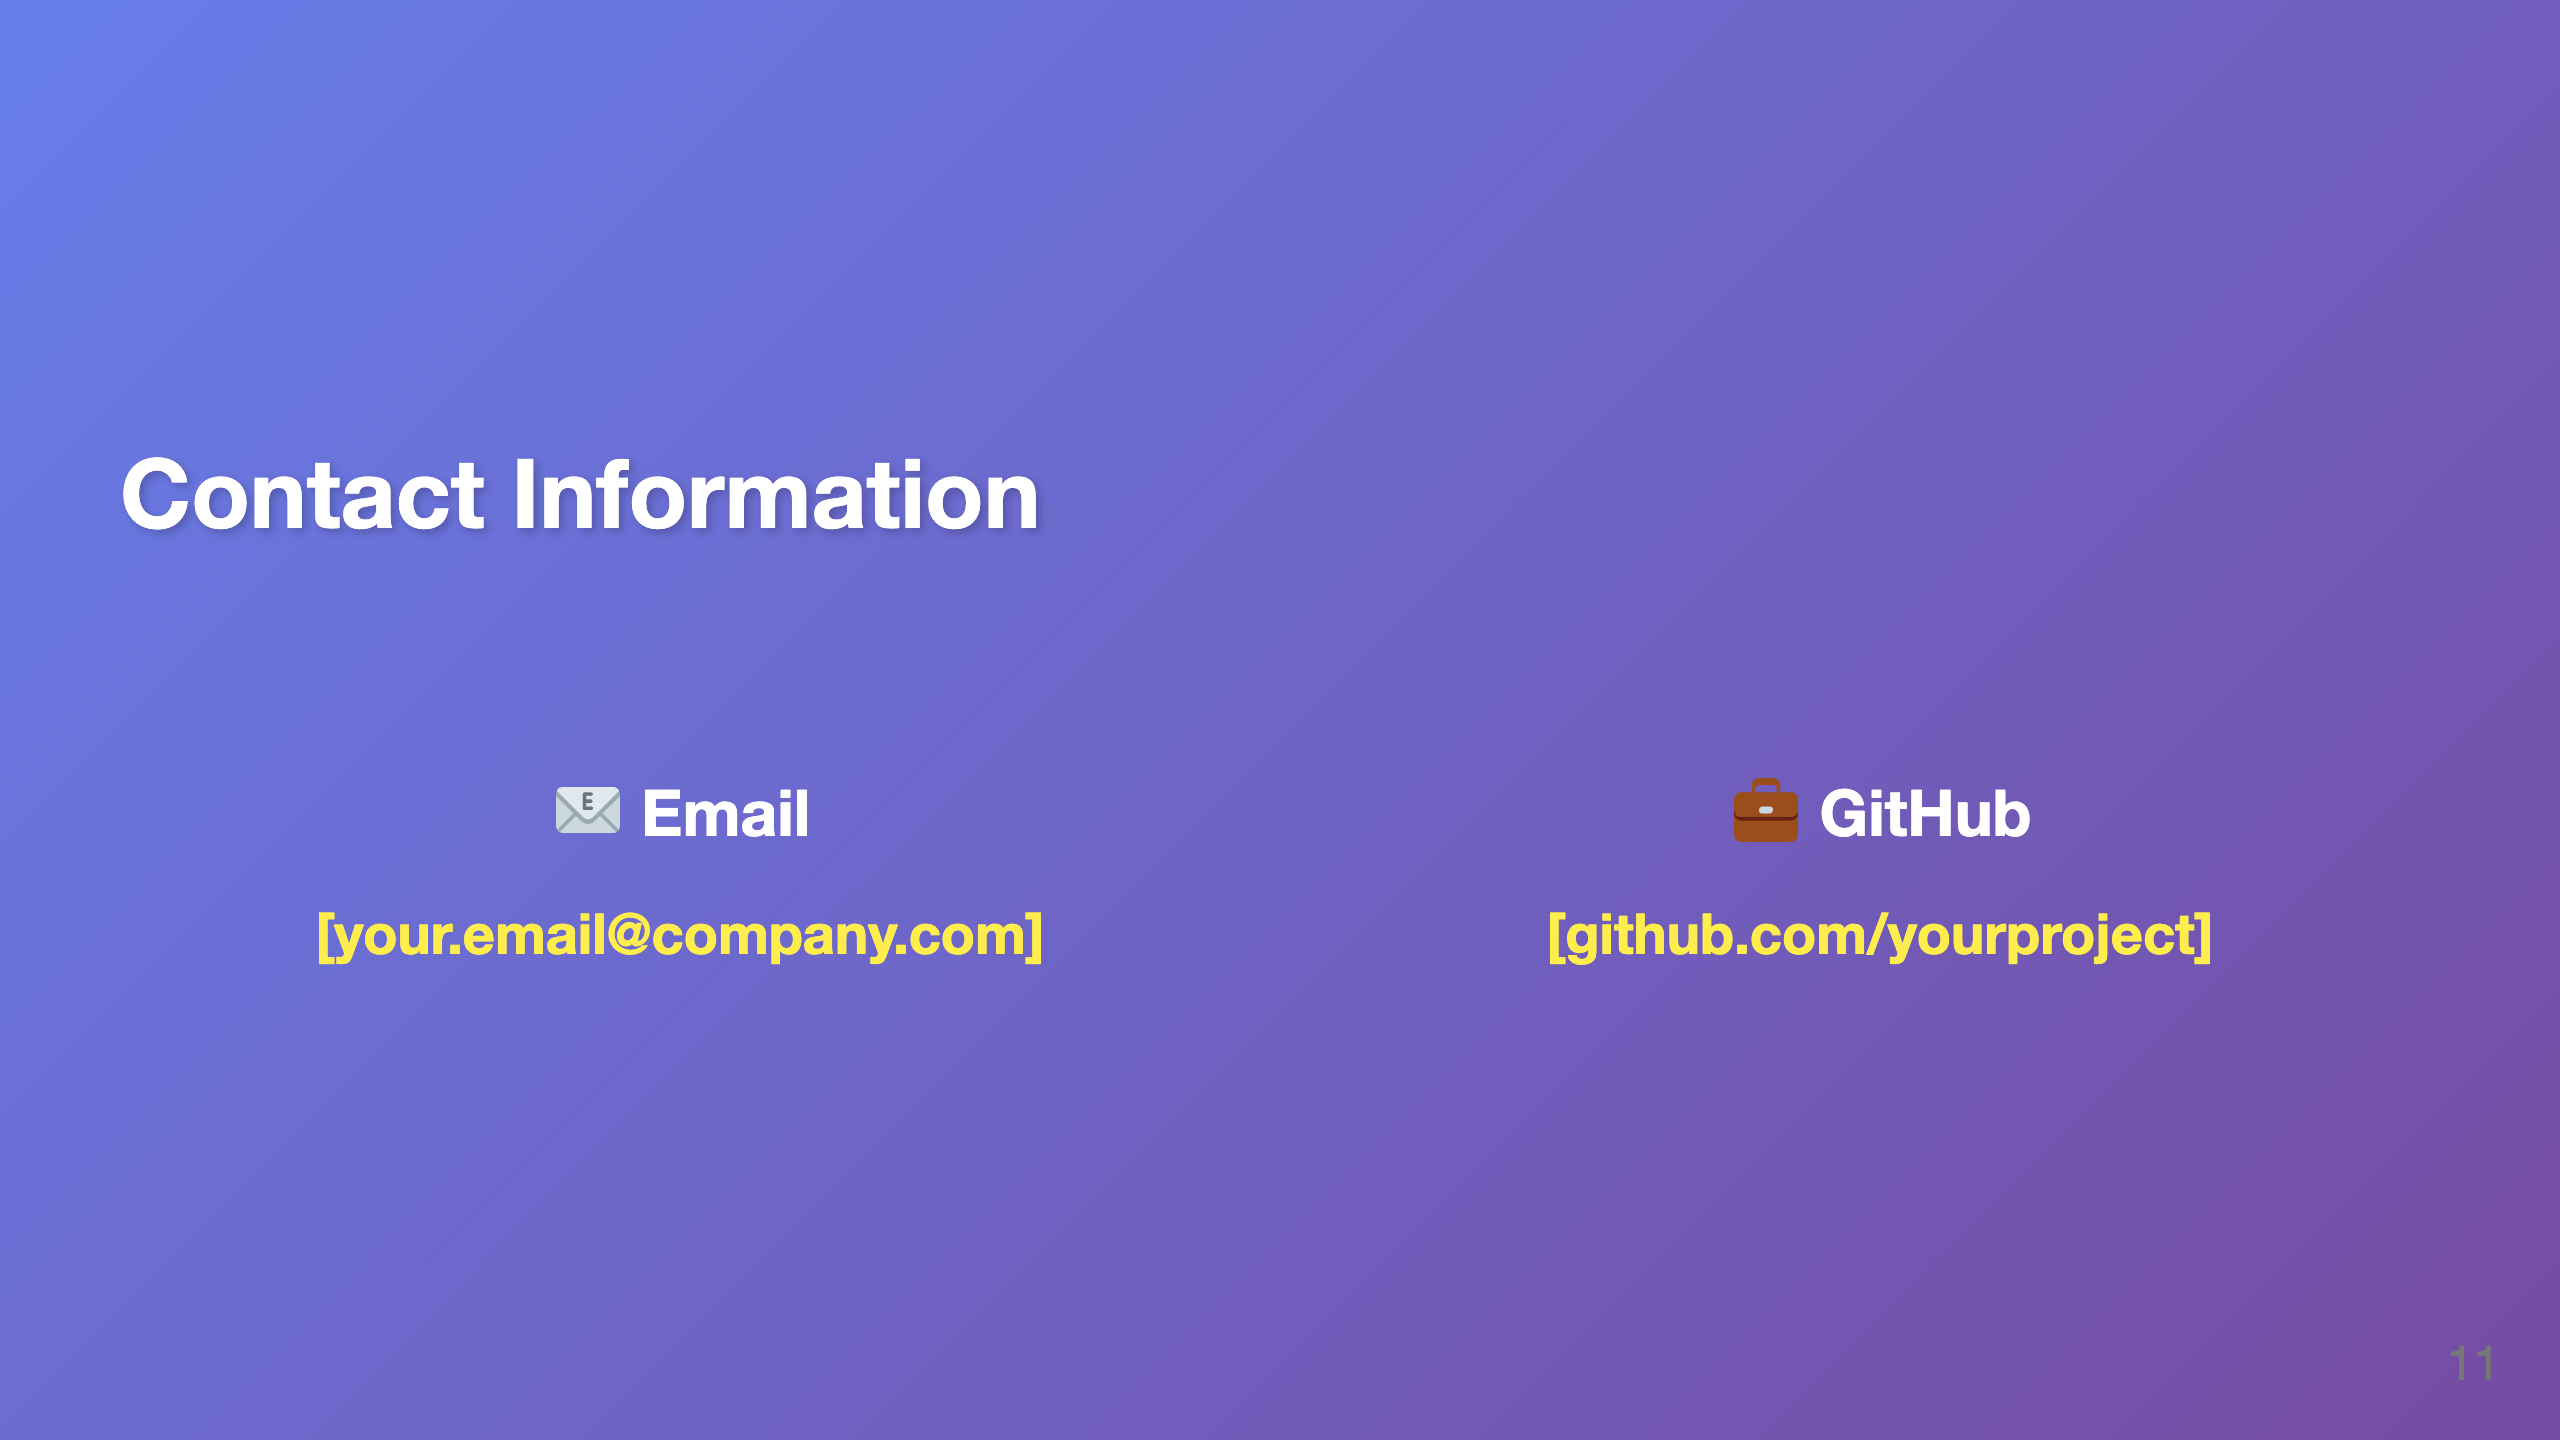 Contact Information
📧 Email
[your.email@company.com]
💼 GitHub
[github.com/yourproject]
11